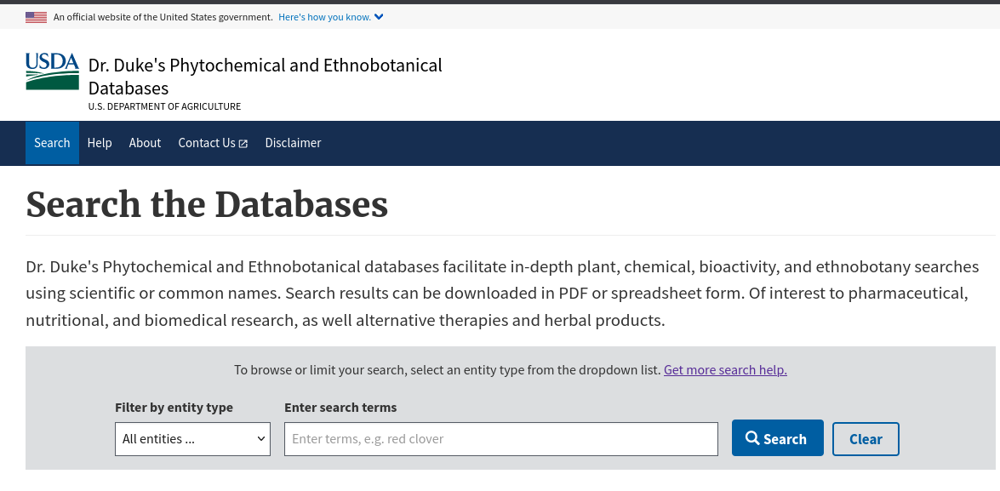 An official website of the United States government. Here's how you know.
USDA
Dr. Duke's Phytochemical and Ethnobotanical
Databases
U.S. DEPARTMENT OF AGRICULTURE
Search Help About Contact Us Disclaimer
Search the Databases
Dr. Duke's Phytochemical and Ethnobotanical databases facilitate in-depth plant, chemical, bioactivity, and ethnobotany searches
using scientific or common names. Search results can be downloaded in PDF or spreadsheet form. Of interest to pharmaceutical,
nutritional, and biomedical research, as well alternative therapies and herbal products.
To browse or limit your search, select an entity type from the dropdown list. Get more search help.
Filter by entity type Enter search terms
All entities ... Enter terms, e.g. red clover Search Clear